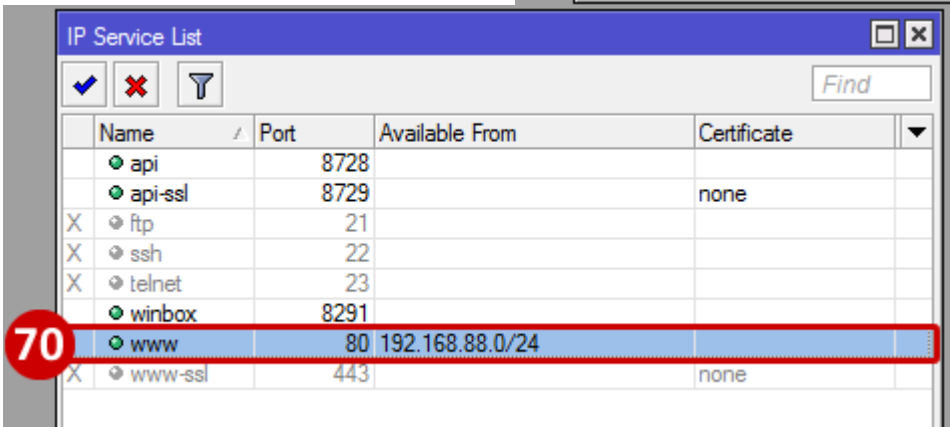 IP Service List
Find
Name Port Available From Certificate
api 8728
api-ssl 8729 none
X ftp 21
X ssh 22
X telnet 23
winbox 8291
70 www 80 192.168.88.0/24
X www-ssl 443 none